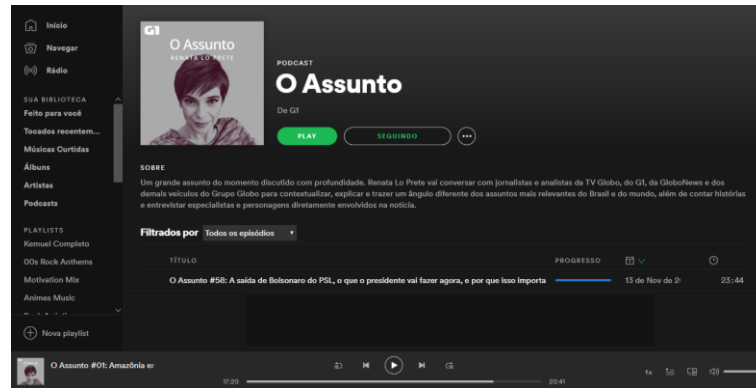 Início
Navegar
Rádio
SUA BIBLIOTECA
Feito para você
Tocados recentem...
Músicas Curtidas
Álbuns
Artistas
Podcasts
PLAYLISTS
Kemuel Completo
00s Rock Anthems
Motivation Mix
Animes Music
Nova playlist
G1
O Assunto
RENATA LO PRETE
PODCAST
O Assunto
De G1
PLAY
SEGUINDO
SOBRE
Um grande assunto do momento discutido com profundidade. Renata Lo Prete vai conversar com jornalistas e analistas da TV Globo, do G1, da GloboNews e dos
demais veículos do Grupo Globo para contextualizar, explicar e trazer um ângulo diferente dos assuntos mais relevantes do Brasil e do mundo, além de contar histórias
e entrevistar especialistas e personagens diretamente envolvidos na notícia.
Filtrados por Todos os episódios
TÍTULO PROGRESSO
O Assunto #58: A saída de Bolsonaro do PSL, o que o presidente vai fazer agora, e por que isso importa 13 de Nov de 2 23:44
O Assunto #01: Amazônia e
17:20 20:41
1x